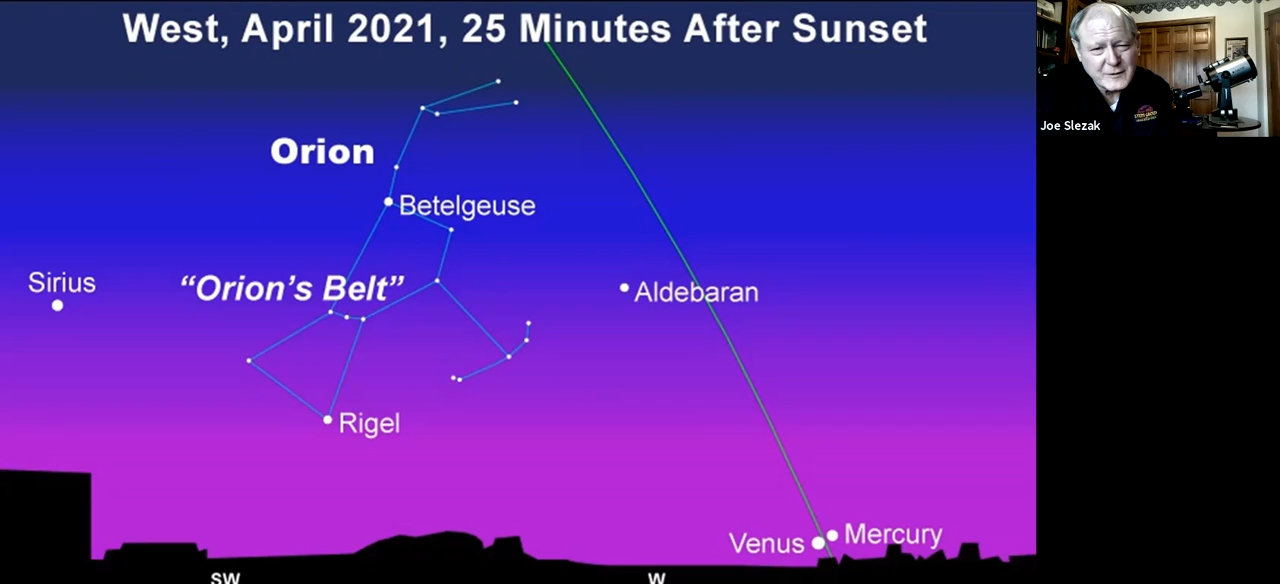 West, April 2021, 25 Minutes After Sunset
Joe Slezak
Orion
Betelgeuse
Sirius
“Orion’s Belt”
Aldebaran
Rigel
Venus
Mercury
SW
W